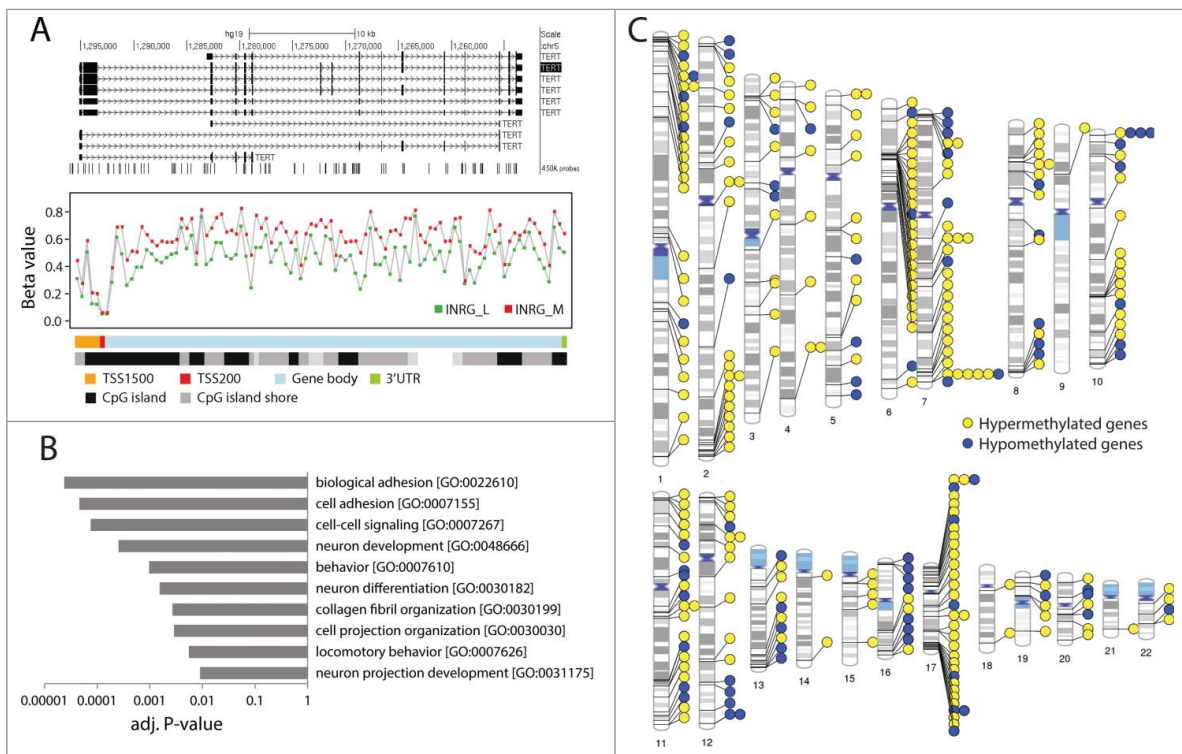 A
hg19
10 kb
Scale
1,295,000
1,290,000
1,285,000
1,280,000
1,275,000
1,270,000
1,265,000
1,260,000
:chr5
TERT
TERT
TERT
TERT
TERT
TERT
TERT
TERT
TERT
TERT
450K probes
0.8
0.6
0.4
0.2
0.0
Beta value
INRG_L
INRG_M
TSS1500
TSS200
Gene body
3'UTR
CpG island
CpG island shore
B
biological adhesion [GO:0022610]
cell adhesion [GO:0007155]
cell-cell signaling [GO:0007267]
neuron development [GO:0048666]
behavior [GO:0007610]
neuron differentiation [GO:0030182]
collagen fibril organization [GO:0030199]
cell projection organization [GO:0030030]
locomotory behavior [GO:0007626]
neuron projection development [GO:0031175]
0.00001
0.0001
0.001
0.01
0.1
1
adj. P-value
C
1
2
3
4
5
6
7
8
9
10
Hypermethylated genes
Hypomethylated genes
11
12
13
14
15
16
17
18
19
20
21
22